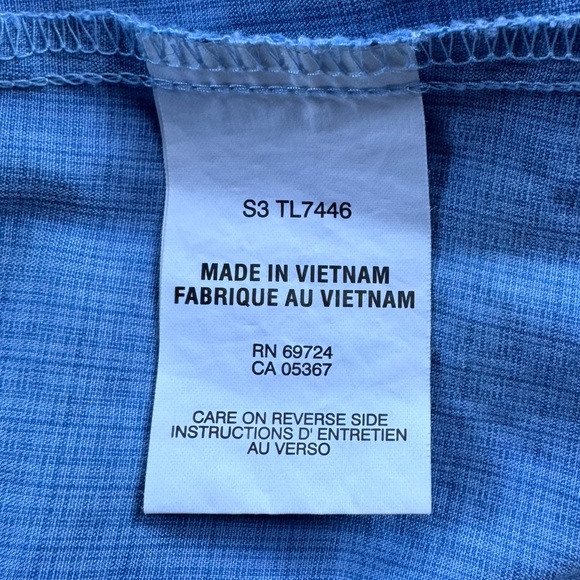 S3 TL7446
MADE IN VIETNAM
FABRIQUE AU VIETNAM
RN 69724
CA 05367
CARE ON REVERSE SIDE
INSTRUCTIONS D' ENTRETIEN
AU VERSO